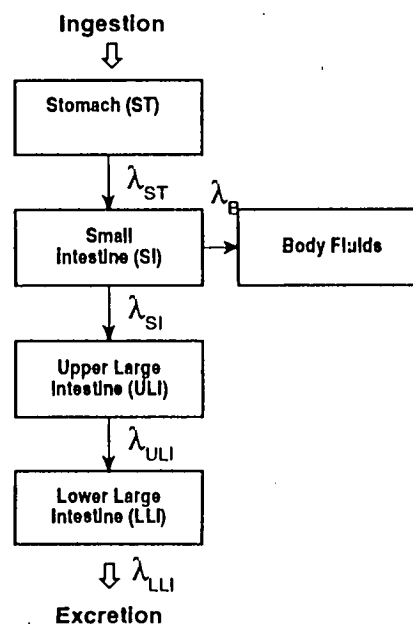 Ingestion
Stomach (ST)
λST
λB
Small
Intestine (SI)
Body Fluids
λSI
Upper Large
Intestine (ULI)
λULI
Lower Large
Intestine (LLI)
λLLI
Excretion